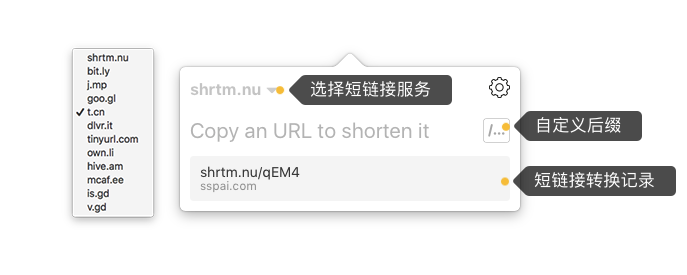 shrtm.nu
bit.ly
j.mp
goo.gl
✓ t.cn
dlvr.it
tinyurl.com
own.li
hive.am
mcaf.ee
is.gd
v.gd
shrtm.nu
选择短链接服务
Copy an URL to shorten it
/...
自定义后缀
shrtm.nu/qEM4
sspai.com
短链接转换记录